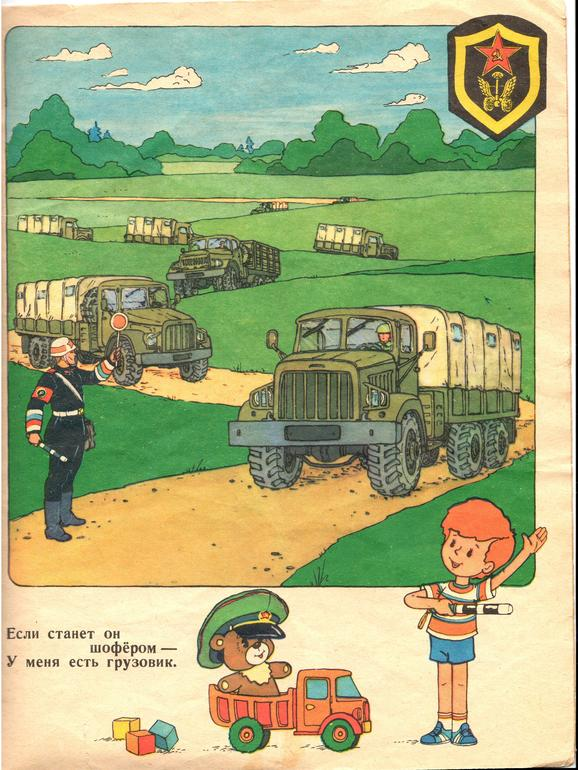 Если станет он
шофёром —
У меня есть грузовик.